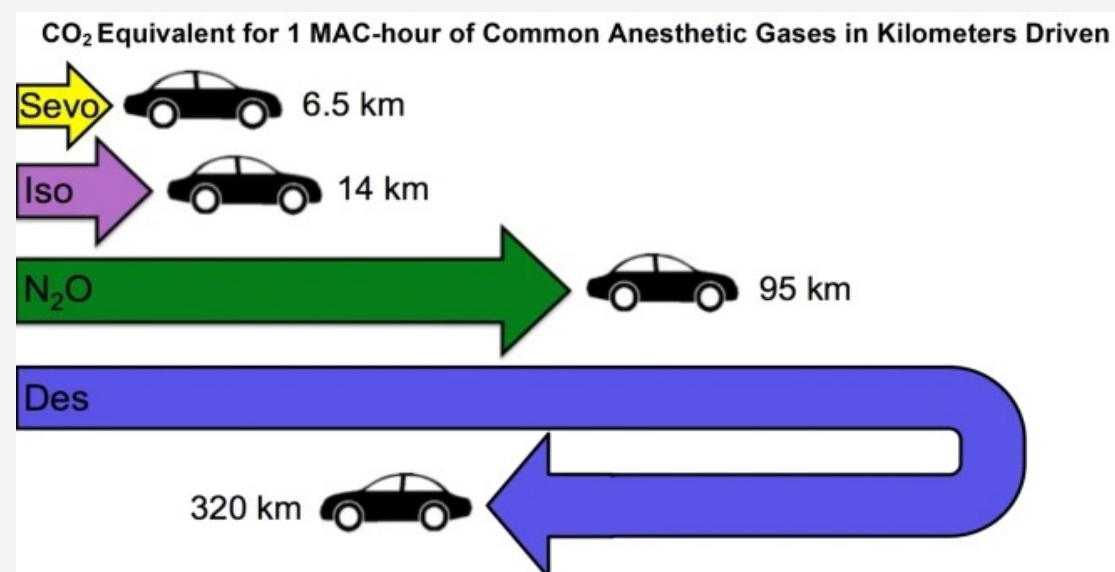 CO₂ Equivalent for 1 MAC-hour of Common Anesthetic Gases in Kilometers Driven
Sevo
6.5 km
Iso
14 km
N₂O
95 km
Des
320 km